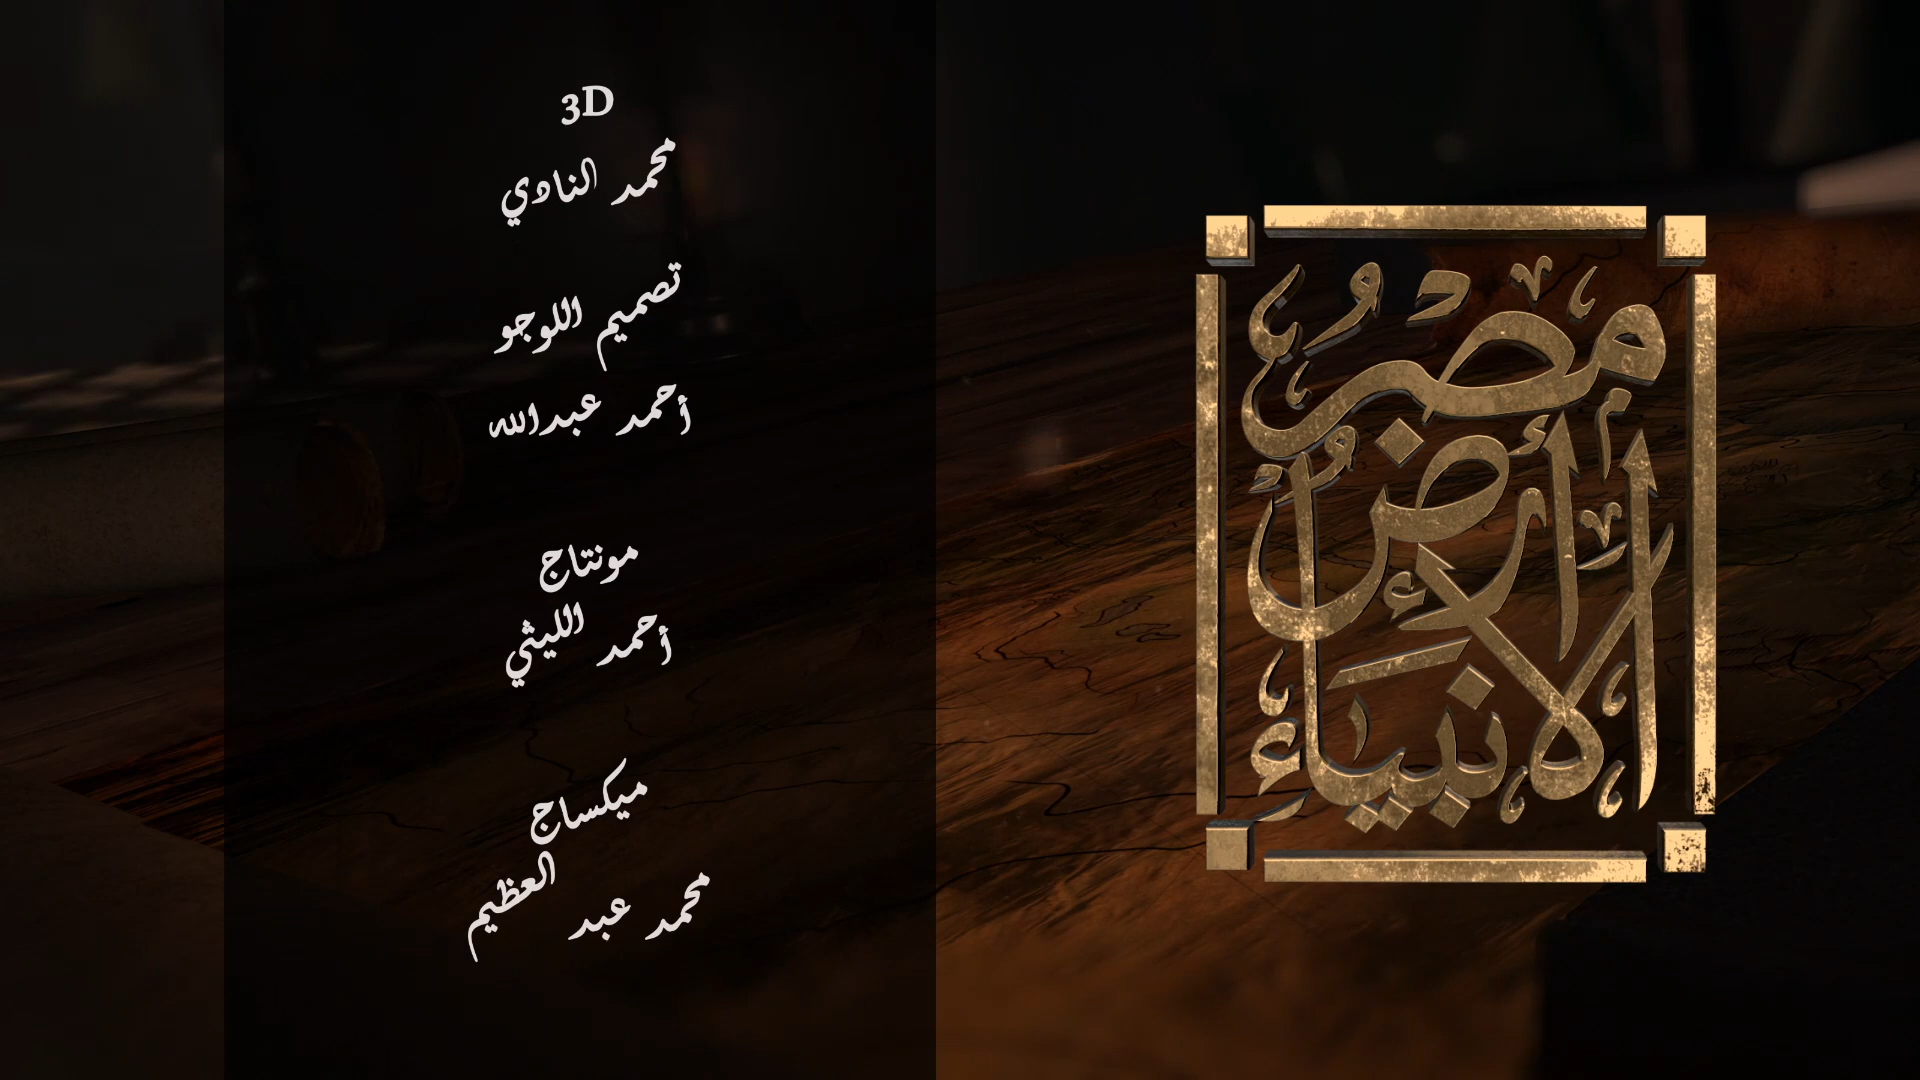 3D
محمد النادي
تصميم اللوجو
أحمد عبدالله
مونتاج
أحمد الليثي
ميكساج
محمد عبد العظيم
مصر
أرض
الأنبياء